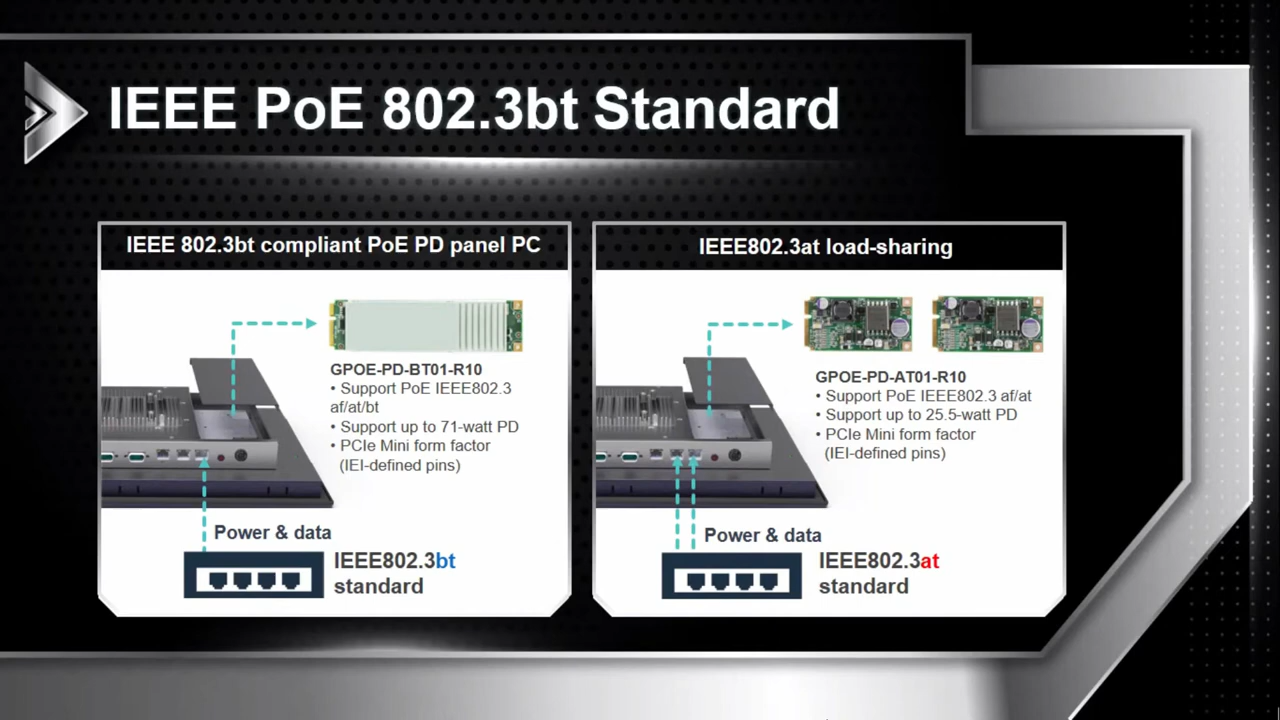 IEEE PoE 802.3bt Standard
IEEE 802.3bt compliant PoE PD panel PC
GPOE-PD-BT01-R10
• Support PoE IEEE802.3
af/at/bt
• Support up to 71-watt PD
• PCIe Mini form factor
(IEI-defined pins)
Power & data
IEEE802.3bt
standard
IEEE802.3at load-sharing
GPOE-PD-AT01-R10
• Support PoE IEEE802.3 af/at
• Support up to 25.5-watt PD
• PCIe Mini form factor
(IEI-defined pins)
Power & data
IEEE802.3at
standard